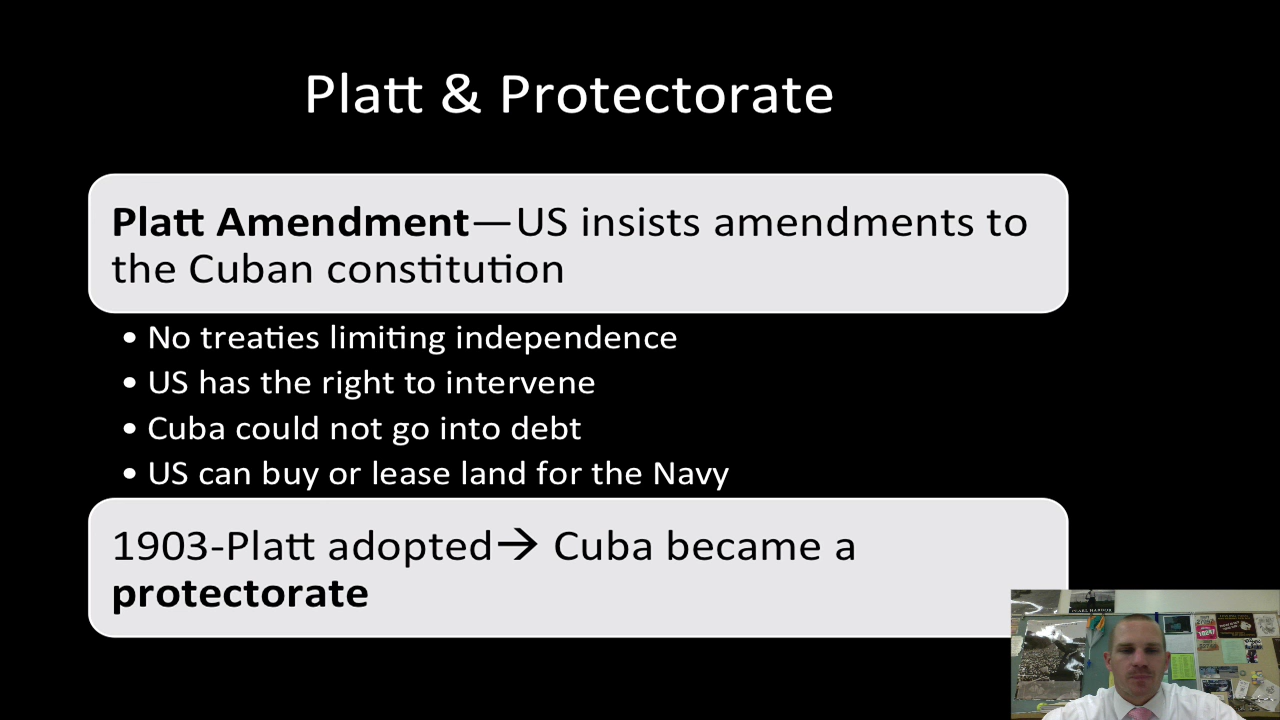 Platt & Protectorate
Platt Amendment—US insists amendments to
the Cuban constitution
• No treaties limiting independence
• US has the right to intervene
• Cuba could not go into debt
• US can buy or lease land for the Navy
1903-Platt adopted→ Cuba became a
protectorate
PEARL HARBOUR